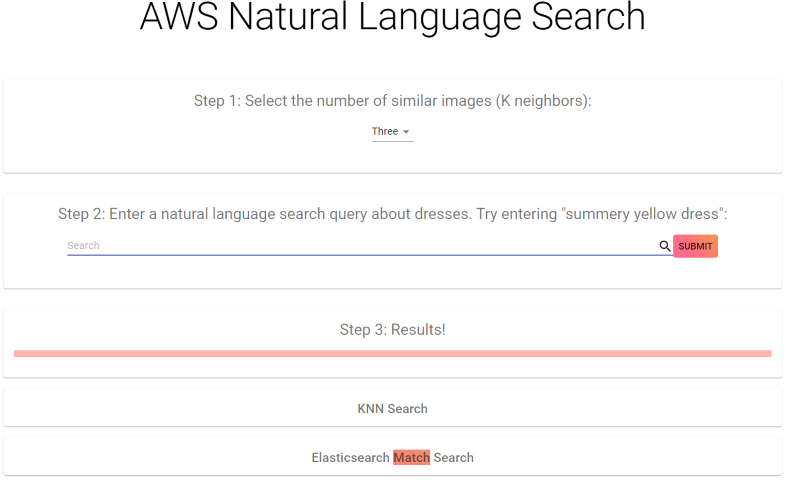 AWS Natural Language Search
Step 1: Select the number of similar images (K neighbors):
Three
Step 2: Enter a natural language search query about dresses. Try entering "summery yellow dress":
Search
SUBMIT
Step 3: Results!
KNN Search
Elasticsearch Match Search